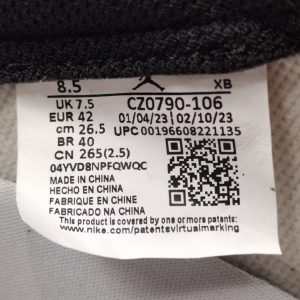 8.5 XB
UK 7.5 CZ0790-106
EUR 42 01/04/23 02/10/23
cm 26.5 UPC 00196608221135
BR 40
CN 265(2.5)
04YVD8NPFQWQC
MADE IN CHINA
HECHO EN CHINA
FABRIQUE EN CHINE
FABRICADO NA CHINA
This product is covered by one or more patents:
www.nike.com/patentsvirtualmarking